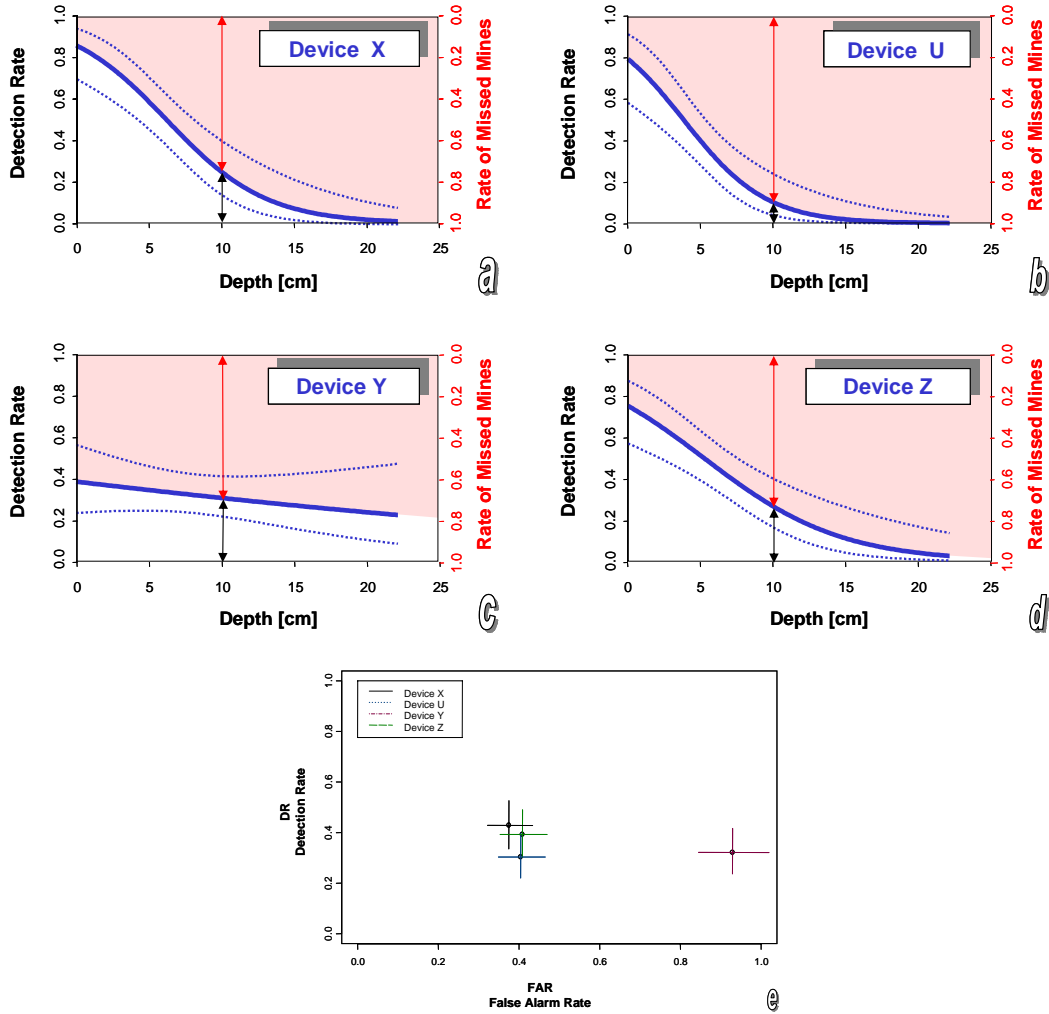 Device X
Detection Rate
0.0 0.2 0.4 0.6 0.8 1.0
0 5 10 15 20 25
Depth [cm]
Rate of Missed Mines
0.0 0.2 0.4 0.6 0.8 1.0
a
Device U
Detection Rate
0.0 0.2 0.4 0.6 0.8 1.0
0 5 10 15 20 25
Depth [cm]
Rate of Missed Mines
0.0 0.2 0.4 0.6 0.8 1.0
b
Device Y
Detection Rate
0.0 0.2 0.4 0.6 0.8 1.0
0 5 10 15 20 25
Depth [cm]
Rate of Missed Mines
0.0 0.2 0.4 0.6 0.8 1.0
c
Device Z
Detection Rate
0.0 0.2 0.4 0.6 0.8 1.0
0 5 10 15 20 25
Depth [cm]
Rate of Missed Mines
0.0 0.2 0.4 0.6 0.8 1.0
d
Device X
Device U
Device Y
Device Z
DR
Detection Rate
0.0 0.2 0.4 0.6 0.8 1.0
0.0 0.2 0.4 0.6 0.8 1.0
FAR
False Alarm Rate
e